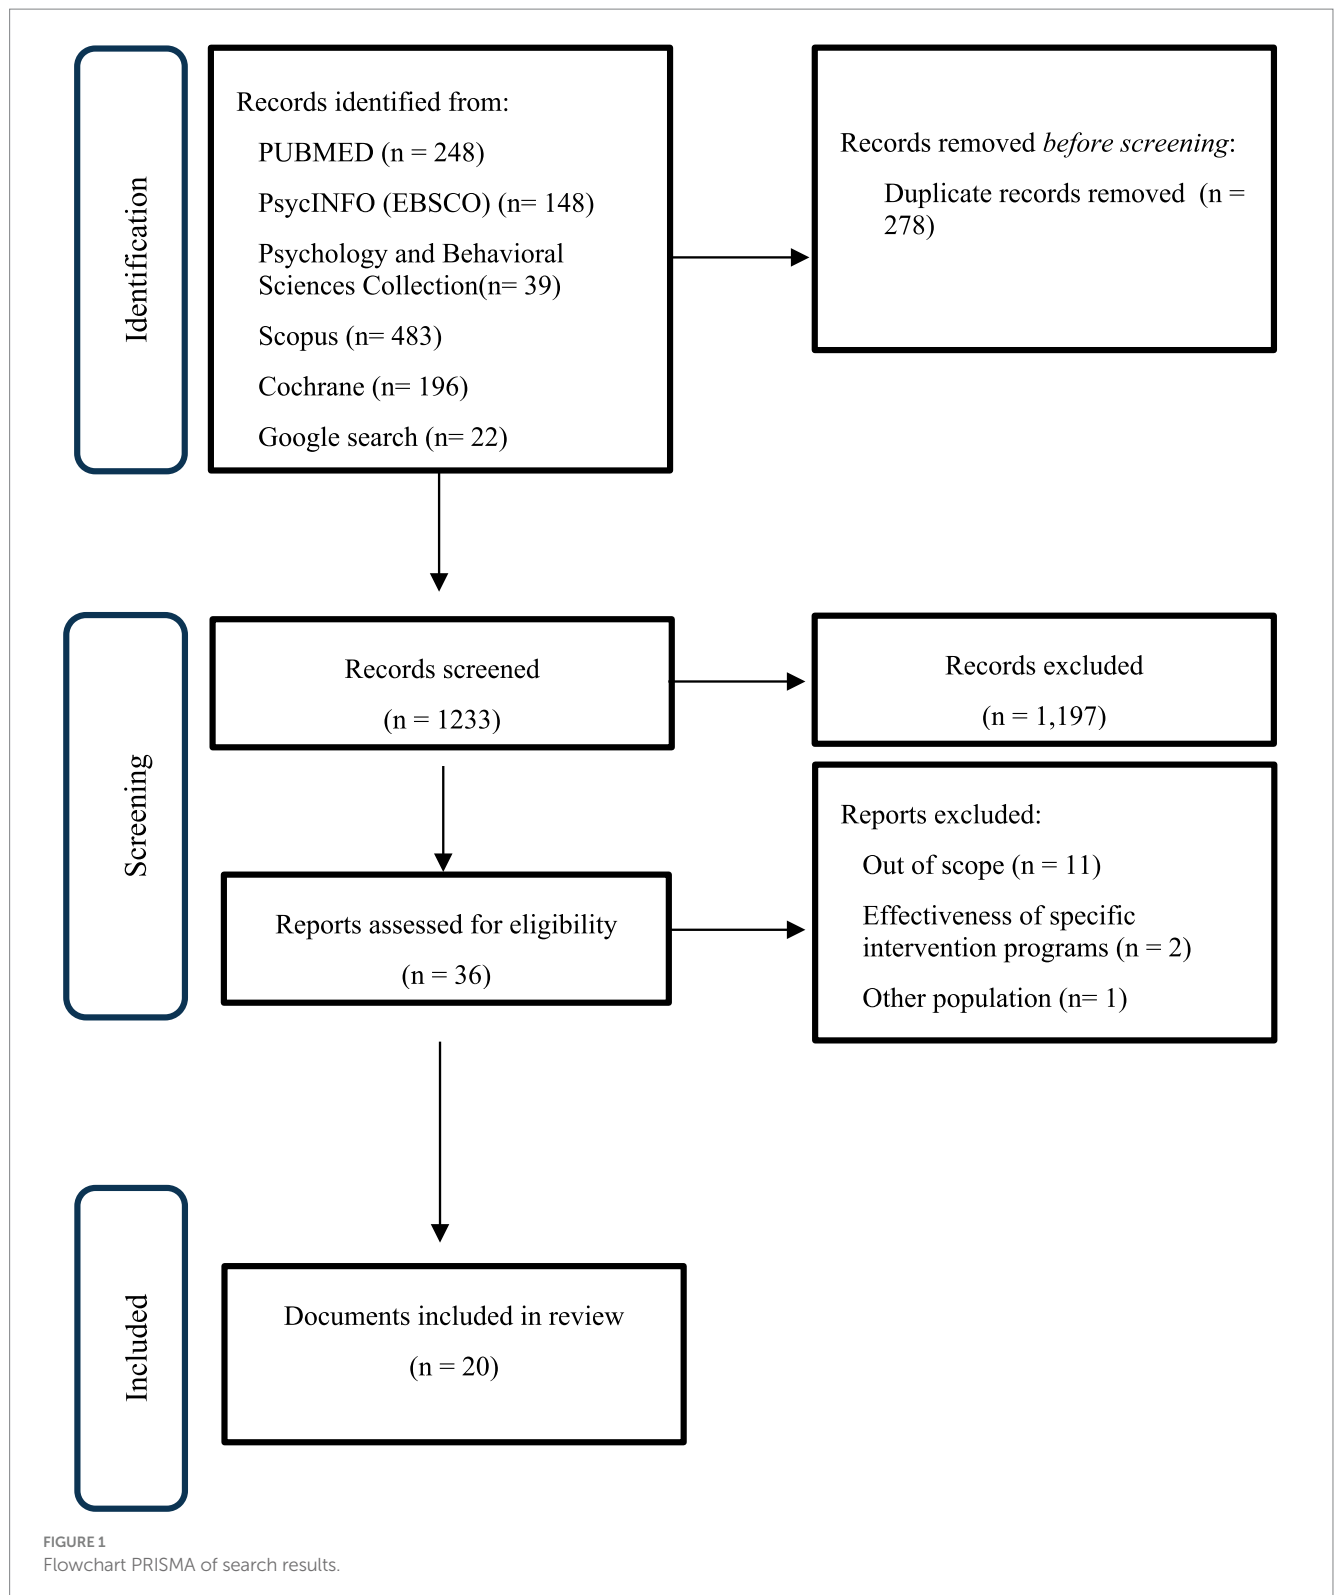 Identification
Records identified from:
PUBMED (n = 248)
PsycINFO (EBSCO) (n= 148)
Psychology and Behavioral
Sciences Collection(n= 39)
Scopus (n= 483)
Cochrane (n= 196)
Google search (n= 22)
Records removed before screening:
Duplicate records removed (n =
278)
Screening
Records screened
(n = 1233)
Records excluded
(n = 1,197)
Reports assessed for eligibility
(n = 36)
Reports excluded:
Out of scope (n = 11)
Effectiveness of specific
intervention programs (n = 2)
Other population (n= 1)
Included
Documents included in review
(n = 20)
FIGURE 1
Flowchart PRISMA of search results.